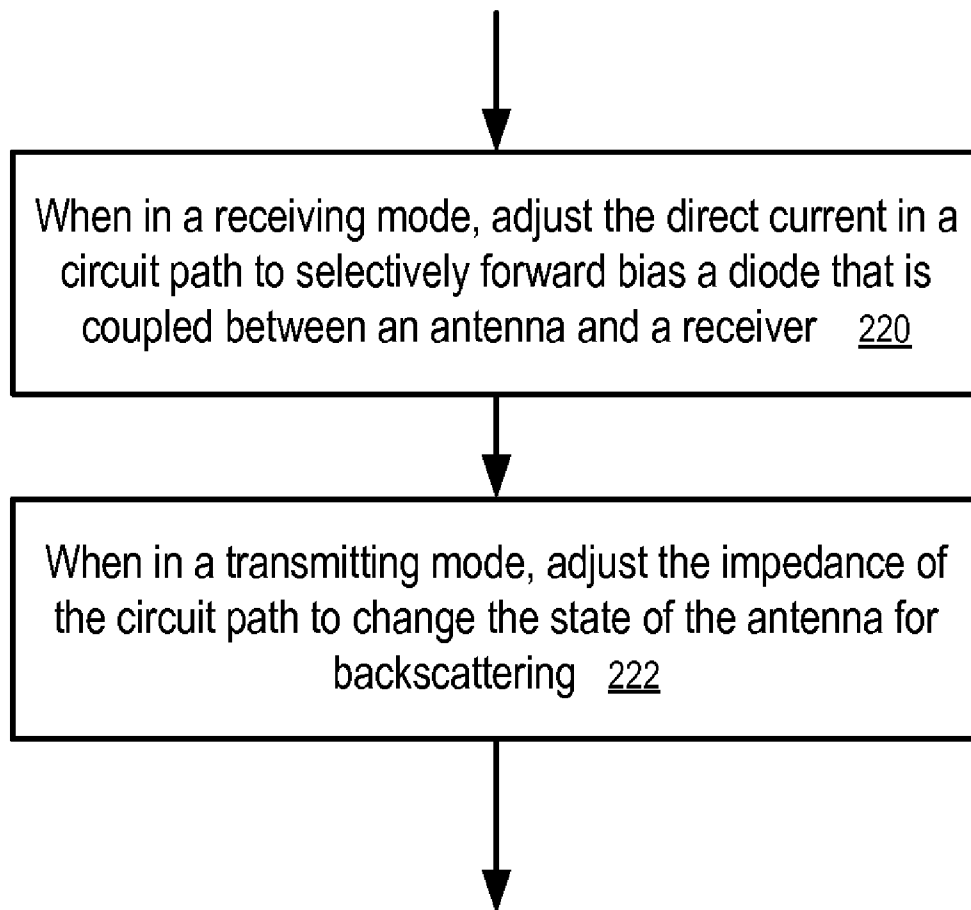 When in a receiving mode, adjust the direct current in a
circuit path to selectively forward bias a diode that is
coupled between an antenna and a receiver 220
When in a transmitting mode, adjust the impedance of
the circuit path to change the state of the antenna for
backscattering 222